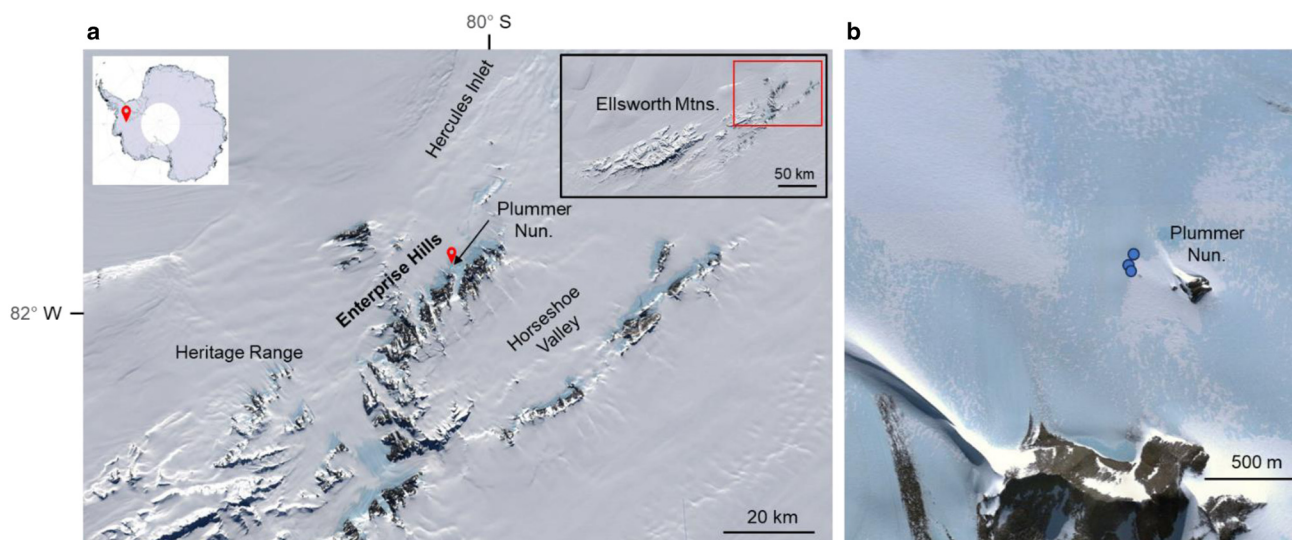 a
80° S
b
Hercules Inlet
Ellsworth Mtns.
50 km
Plummer
Nun.
Enterprise Hills
82° W
Horseshoe
Valley
Heritage Range
20 km
Plummer
Nun.
500 m